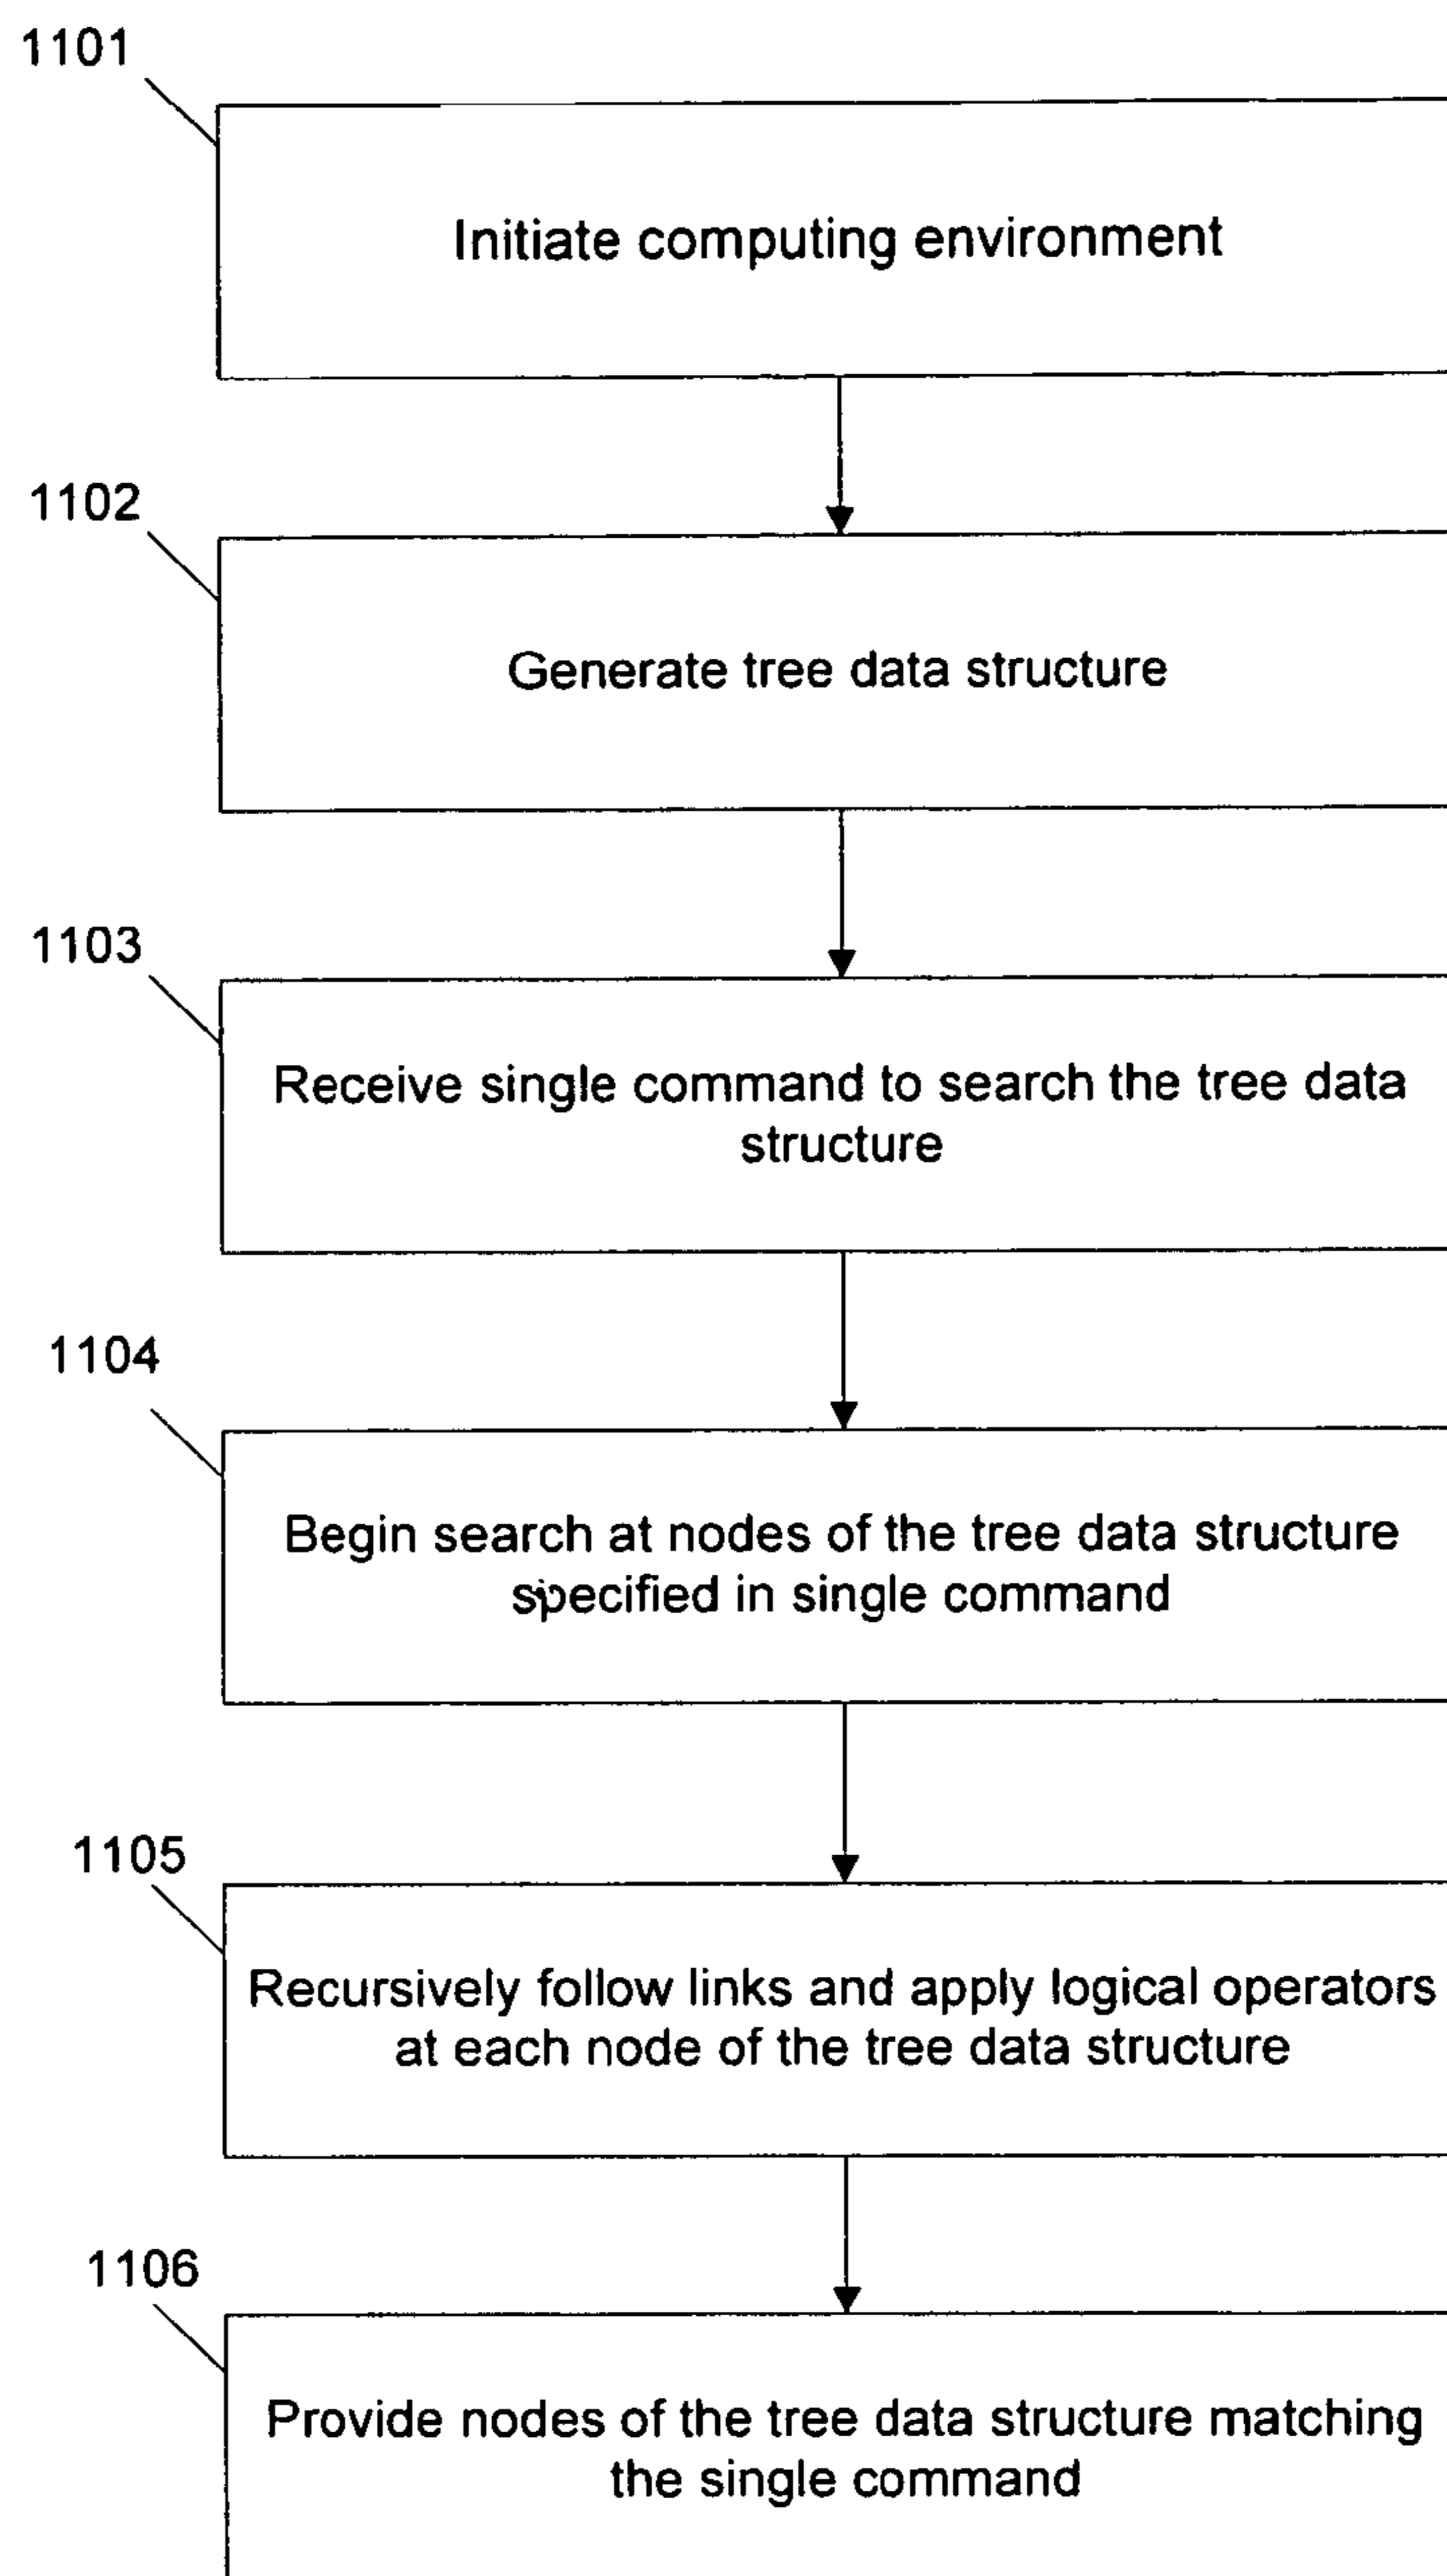 1101
Initiate computing environment
1102
Generate tree data structure
1103
Receive single command to search the tree data
structure
1104
Begin search at nodes of the tree data structure
specified in single command
1105
Recursively follow links and apply logical operators
at each node of the tree data structure
1106
Provide nodes of the tree data structure matching
the single command